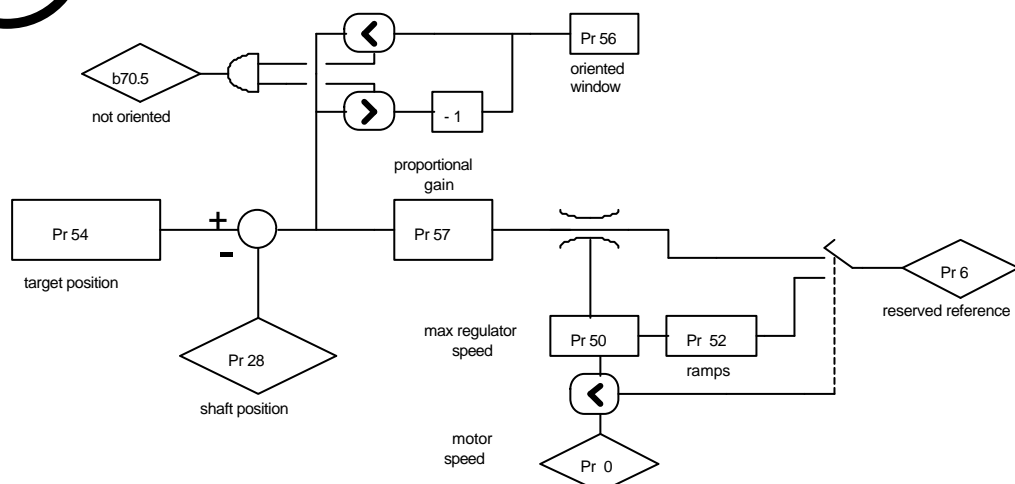 Pr 56
oriented
window
b70.5
not oriented
- 1
proportional
gain
Pr 54
+
-
Pr 57
target position
Pr 6
reserved reference
max regulator
speed
Pr 50
Pr 52
ramps
Pr 28
shaft position
motor
speed
Pr 0